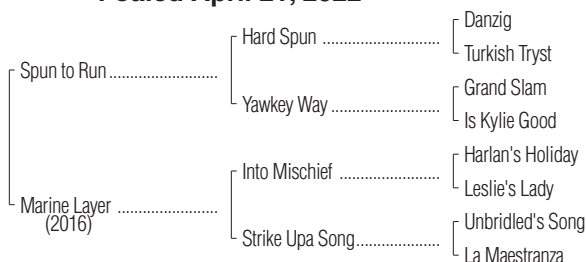 Foaled April 21, 2022
Danzig
Hard Spun ..............................
Turkish Tryst
Spun to Run ............................
Grand Slam
Yawkey Way ............................
Is Kylie Good
Harlan's Holiday
Into Mischief .........................
Leslie's Lady
Marine Layer .........................
(2016)
Unbridled's Song
Strike Upa Song.....................
La Maestranza